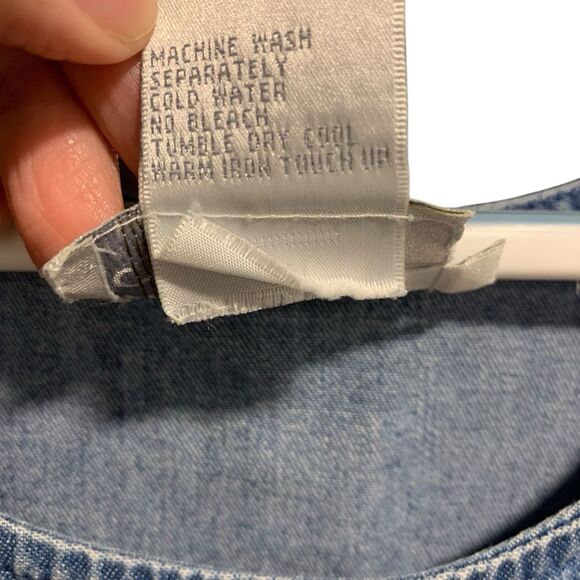 MACHINE WASH
SEPARATELY
COLD WATER
NO BLEACH
TUMBLE DRY COOL
WARM IRON TOUCH UP